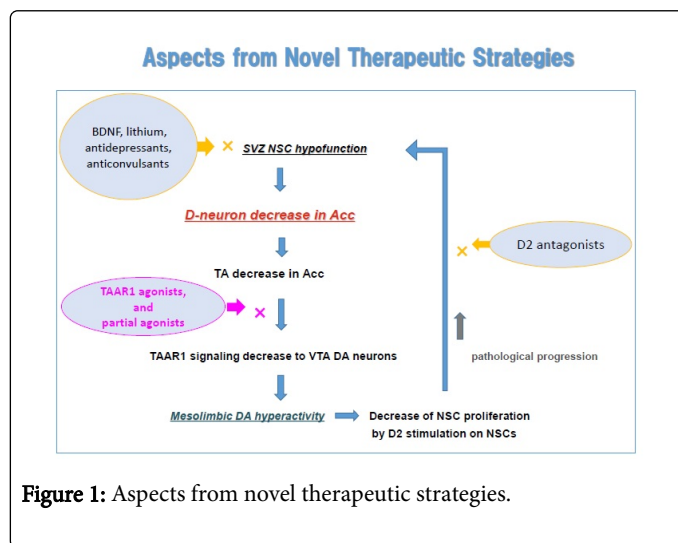 Aspects from Novel Therapeutic Strategies
BDNF, lithium,
antidepressants,
anticonvulsants
SVZ NSC hypofunction
D-neuron decrease in Acc
D2 antagonists
TA decrease in Acc
TAAR1 agonists,
and
partial agonists
TAAR1 signaling decrease to VTA DA neurons
pathological progression
Mesolimbic DA hyperactivity
Decrease of NSC proliferation
by D2 stimulation on NSCs
Figure 1: Aspects from novel therapeutic strategies.